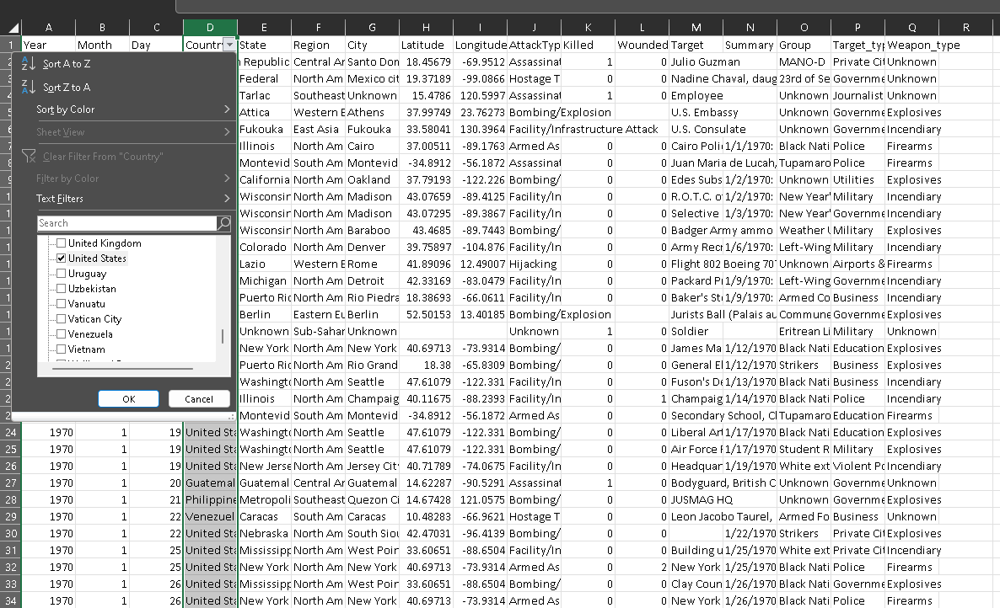 A B C D E F G H I J K L M N O P Q R
1 Year Month Day Countr State Region City Latitude Longitude AttackTyp Killed Wounded Target Summary Group Target_typ Weapon_type
Sort A to Z
Sort Z to A
Sort by Color
Sheet View
Clear Filter From "Country"
Filter by Color
Text Filters
Search
United Kingdom
United States
Uruguay
Uzbekistan
Vanuatu
Vatican City
Venezuela
Vietnam
OK Cancel
Republic Central Ar Santo Don 18.45679 -69.9512 Assassinat 1 0 Julio Guzman MANO-D Private Cit Unknown
Federal North Am Mexico cit 19.37189 -99.0866 Hostage T 0 0 Nadine Chaval, daug 23rd of Se Governme Unknown
Tarlac Southeast Unknown 15.4786 120.5997 Assassinat 1 0 Employee Unknown Journalist Unknown
Attica Western E Athens 37.99749 23.76273 Bombing/Explosion 0 U.S. Embassy Unknown Governme Explosives
Fukouka East Asia Fukouka 33.58041 130.3964 Facility/Infrastructure Attack U.S. Consulate Unknown Governme Incendiary
Illinois North Am Cairo 37.00511 -89.1763 Armed As 0 0 Cairo Polic 1/1/1970: Black Nati Police Firearms
Montevid South Am Montevid -34.8912 -56.1872 Assassinat 0 0 Juan Maria de Lucah, Tupamaro Police Firearms
California North Am Oakland 37.79193 -122.226 Bombing/ 0 0 Edes Subs 1/2/1970: Unknown Utilities Explosives
Wisconsin North Am Madison 43.07659 -89.4125 Facility/In 0 0 R.O.T.C. o 1/2/1970: New Year' Military Incendiary
Wisconsin North Am Madison 43.07295 -89.3867 Facility/In 0 0 Selective 1/3/1970: New Year' Governme Incendiary
Wisconsin North Am Baraboo 43.4685 -89.7443 Bombing/ 0 0 Badger Army ammo Weather U Military Explosives
Colorado North Am Denver 39.75897 -104.876 Facility/In 0 0 Army Recr 1/6/1970: Left-Wing Military Incendiary
Lazio Western E Rome 41.89096 12.49007 Hijacking 0 0 Flight 802 Boeing 707 Unknown Airports & Firearms
Michigan North Am Detroit 42.33169 -83.0479 Facility/In 0 0 Packard Pr 1/9/1970: Left-Wing Governme Incendiary
Puerto Ric North Am Rio Piedra 18.38693 -66.0611 Facility/In 0 0 Baker's Sto 1/9/1970: Armed Co Business Incendiary
Berlin Eastern Eu Berlin 52.50153 13.40185 Bombing/Explosion 0 Jurists Ball (Palais au Commune Governme Explosives
Unknown Sub-Sahar Unknown Unknown 1 0 Soldier Eritrean Li Military Unknown
New York North Am New York 40.69713 -73.9314 Bombing/ 0 0 James Ma 1/12/1970 Black Nati Education Explosives
Puerto Ric North Am Rio Grand 18.38 -65.8309 Bombing/ 0 0 General El 1/12/1970 Strikers Business Explosives
Washingto North Am Seattle 47.61079 -122.331 Facility/In 0 0 Fuson's De 1/13/1970 Black Nati Business Incendiary
Illinois North Am Champaig 40.11675 -88.2393 Facility/In 0 1 Champaig 1/14/1970 Black Nati Police Incendiary
Montevid South Am Montevid -34.8912 -56.1872 Armed As 0 0 Secondary School, Cl Tupamaro Education Firearms
24 1970 1 19 United Sta Washingto North Am Seattle 47.61079 -122.331 Bombing/ 0 0 Liberal Art 1/17/1970 Black Nati Education Explosives
25 1970 1 19 United Sta Washingto North Am Seattle 47.61079 -122.331 Bombing/ 0 0 Air Force R 1/17/1970 Student R Military Explosives
26 1970 1 19 United Sta New Jerse North Am Jersey City 40.71789 -74.0675 Facility/In 0 0 Headquar 1/19/1970 White ext Violent Po Incendiary
27 1970 1 20 Guatemal Guatemal Central Ar Guatemal 14.62287 -90.5291 Assassinat 1 0 Bodyguard, British C Unknown Governme Unknown
28 1970 1 21 Philippine Metropoli Southeast Quezon Ci 14.67428 121.0575 Bombing/ 0 0 JUSMAG HQ Unknown Military Explosives
29 1970 1 22 Venezuel Caracas South Am Caracas 10.48283 -66.9621 Hostage T 0 0 Leon Jacobo Taurel, Armed Fo Business Unknown
30 1970 1 22 United Sta Nebraska North Am South Siou 42.47031 -96.4139 Bombing/ 0 0 1/22/1970 Strikers Private Cit Explosives
31 1970 1 25 United Sta Mississipp North Am West Poin 33.60651 -88.6504 Facility/In 0 0 Building u 1/25/1970 White ext Private Cit Explosives
32 1970 1 25 United Sta New York North Am New York 40.69713 -73.9314 Armed As 0 2 New York 1/25/1970 Black Nati Police Firearms
33 1970 1 26 United Sta Mississipp North Am West Poin 33.60651 -88.6504 Bombing/ 0 0 Clay Coun 1/26/1970 Black Nati Governme Explosives
34 1970 1 26 United Sta New York North Am New York 40.69713 -73.9314 Armed As 0 0 New York 1/26/1970 Black Nati Police Firearms